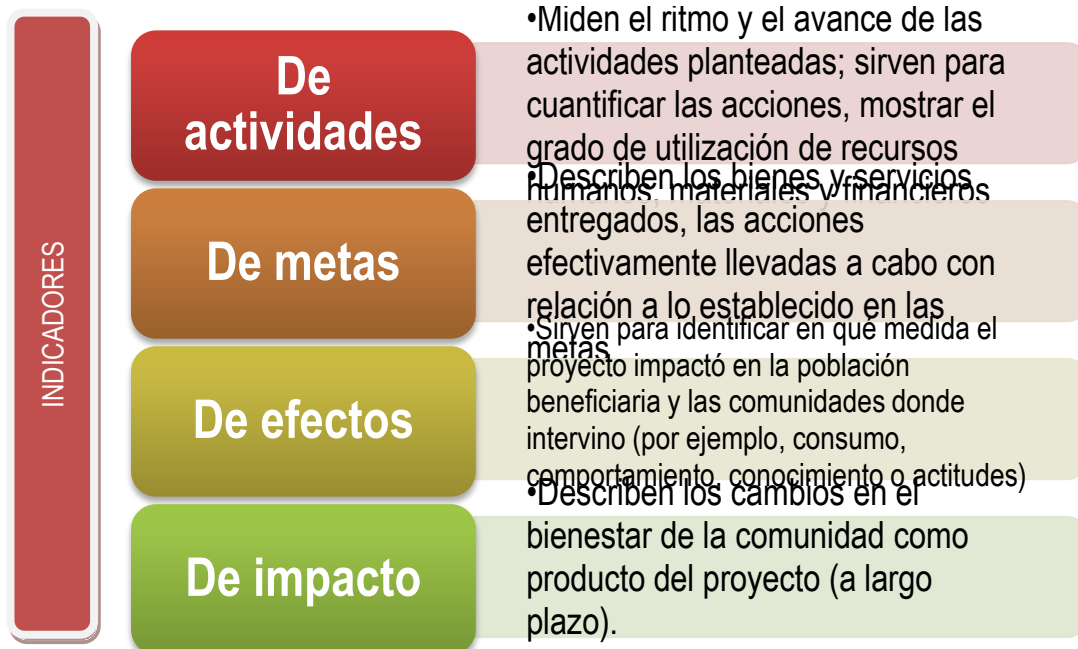 INDICADORES
De
actividades
•Miden el ritmo y el avance de las
actividades planteadas; sirven para
cuantificar las acciones, mostrar el
grado de utilización de recursos
humanos, materiales y financieros
De metas
•Describen los bienes y servicios
entregados, las acciones
efectivamente llevadas a cabo con
relación a lo establecido en las
metas
De efectos
•Sirven para identificar en qué medida el
proyecto impactó en la población
beneficiaria y las comunidades donde
intervino (por ejemplo, consumo,
comportamiento, conocimiento o actitudes)
De impacto
•Describen los cambios en el
bienestar de la comunidad como
producto del proyecto (a largo
plazo).